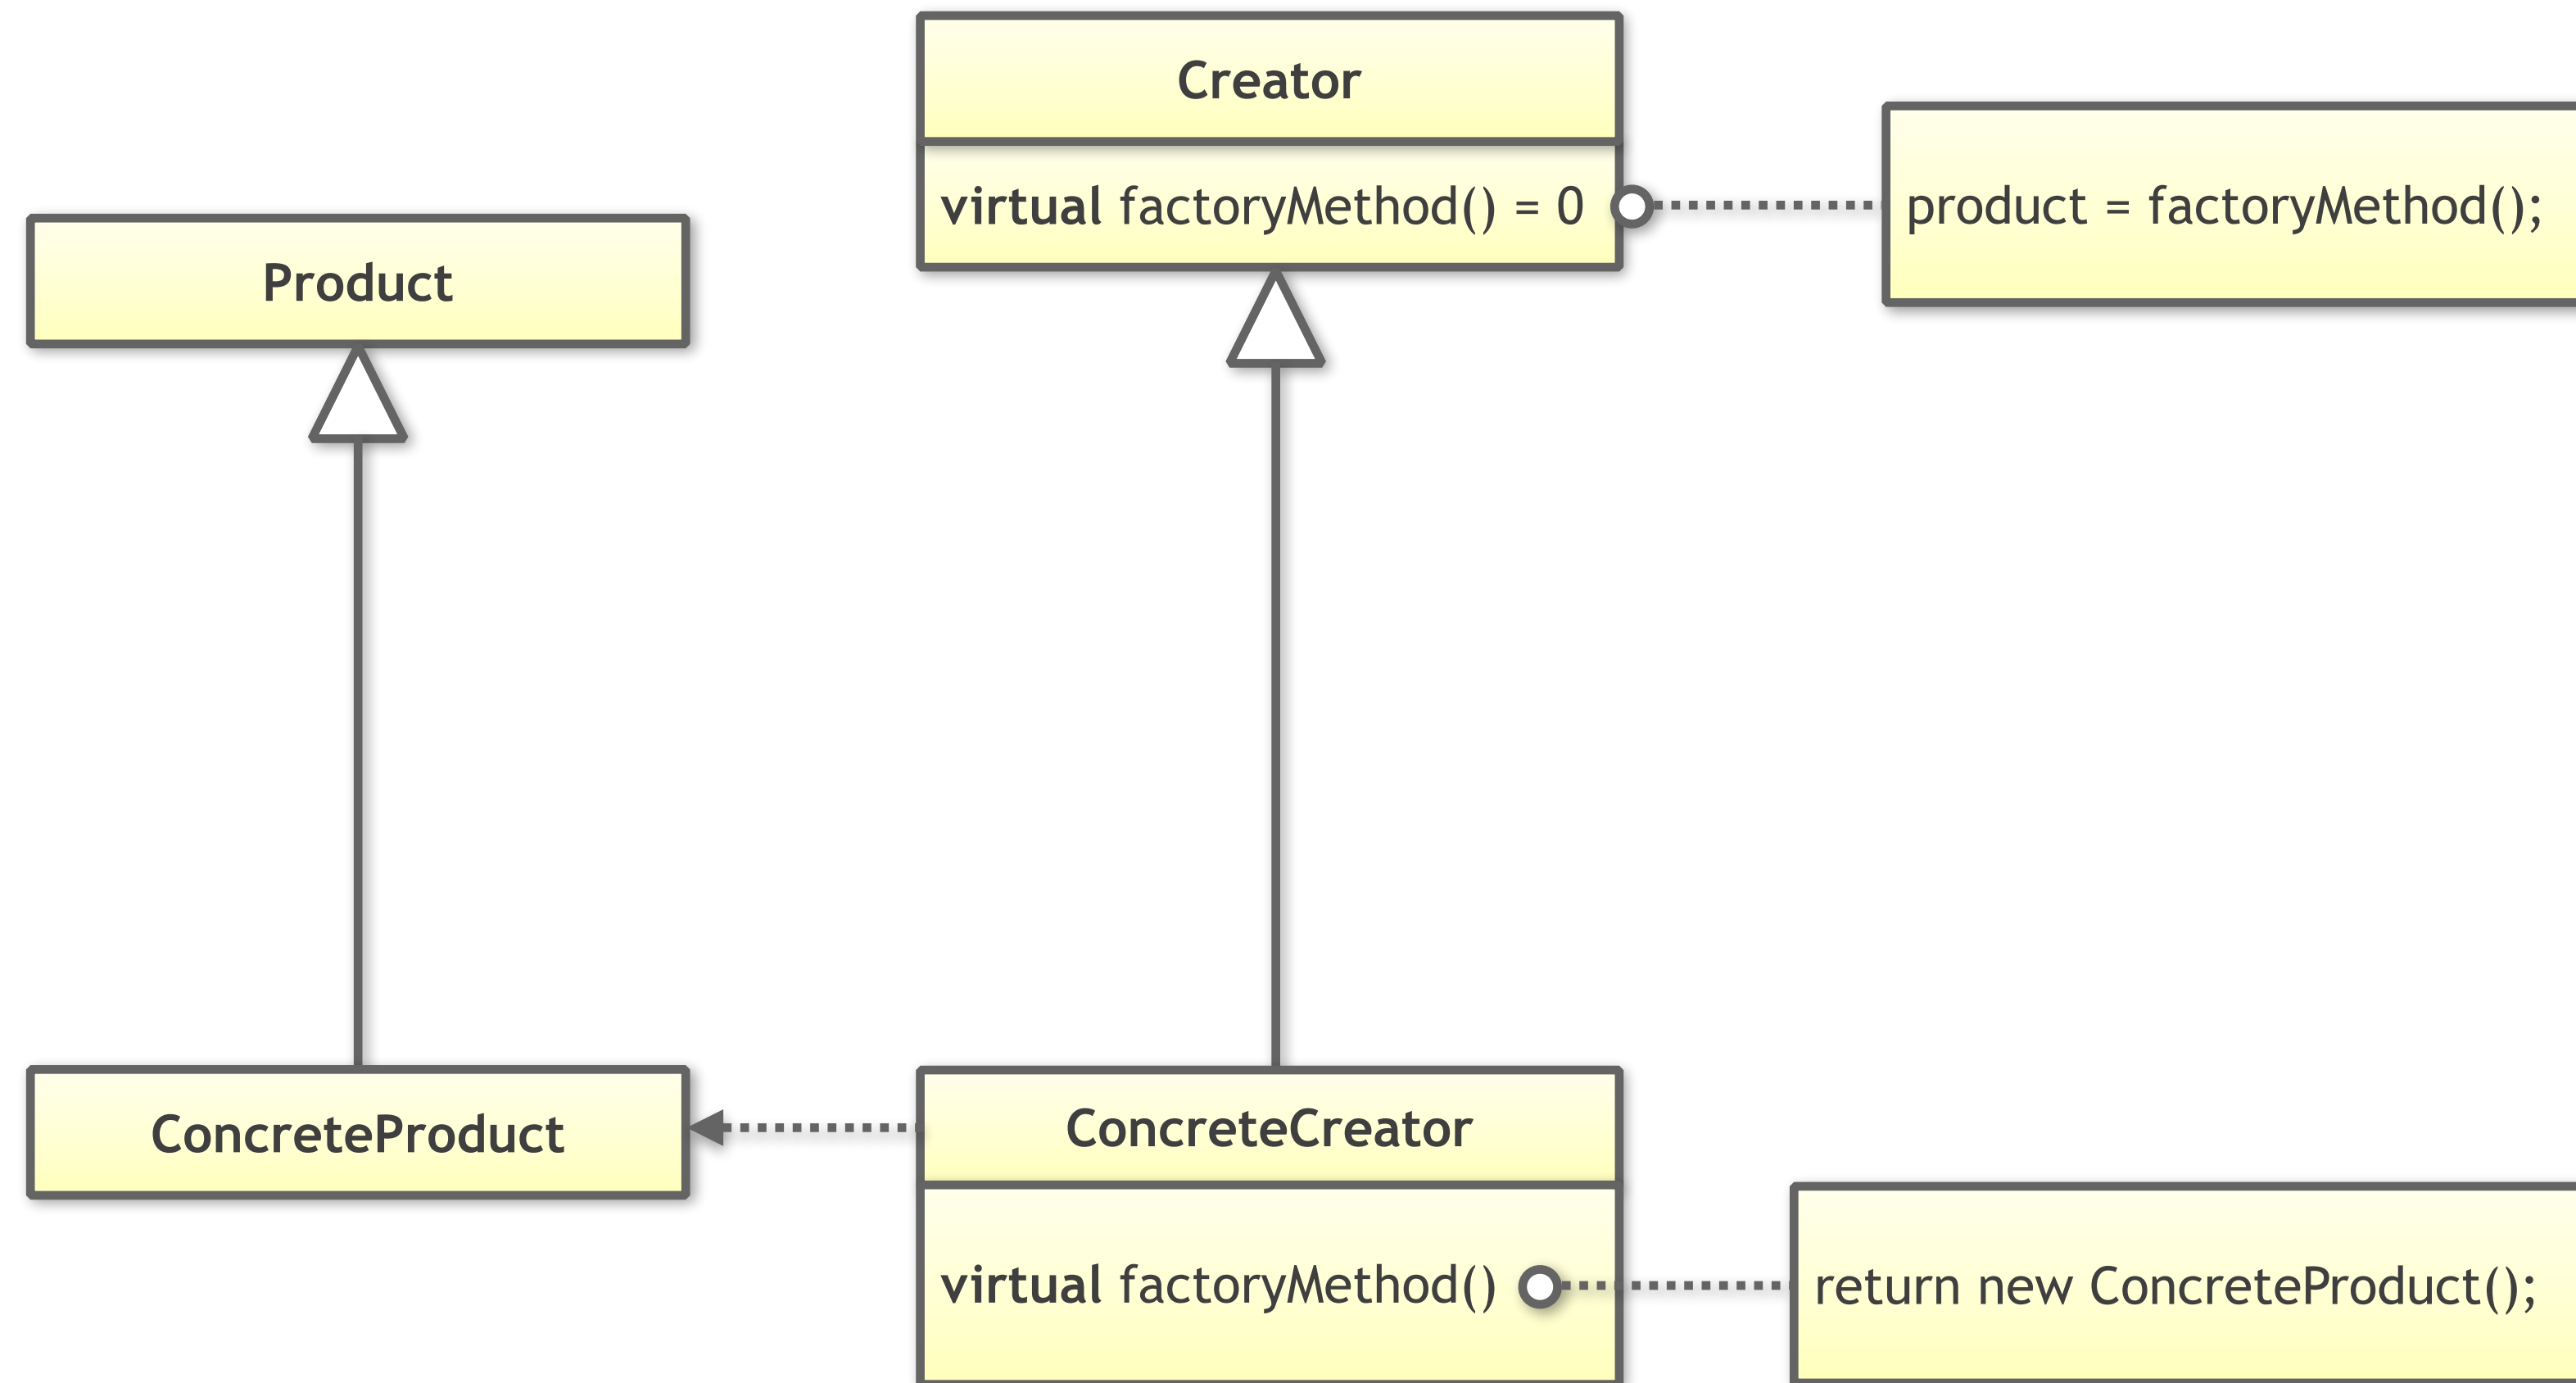 Creator
virtual factoryMethod() = 0
product = factoryMethod();
Product
ConcreteProduct
ConcreteCreator
virtual factoryMethod()
return new ConcreteProduct();